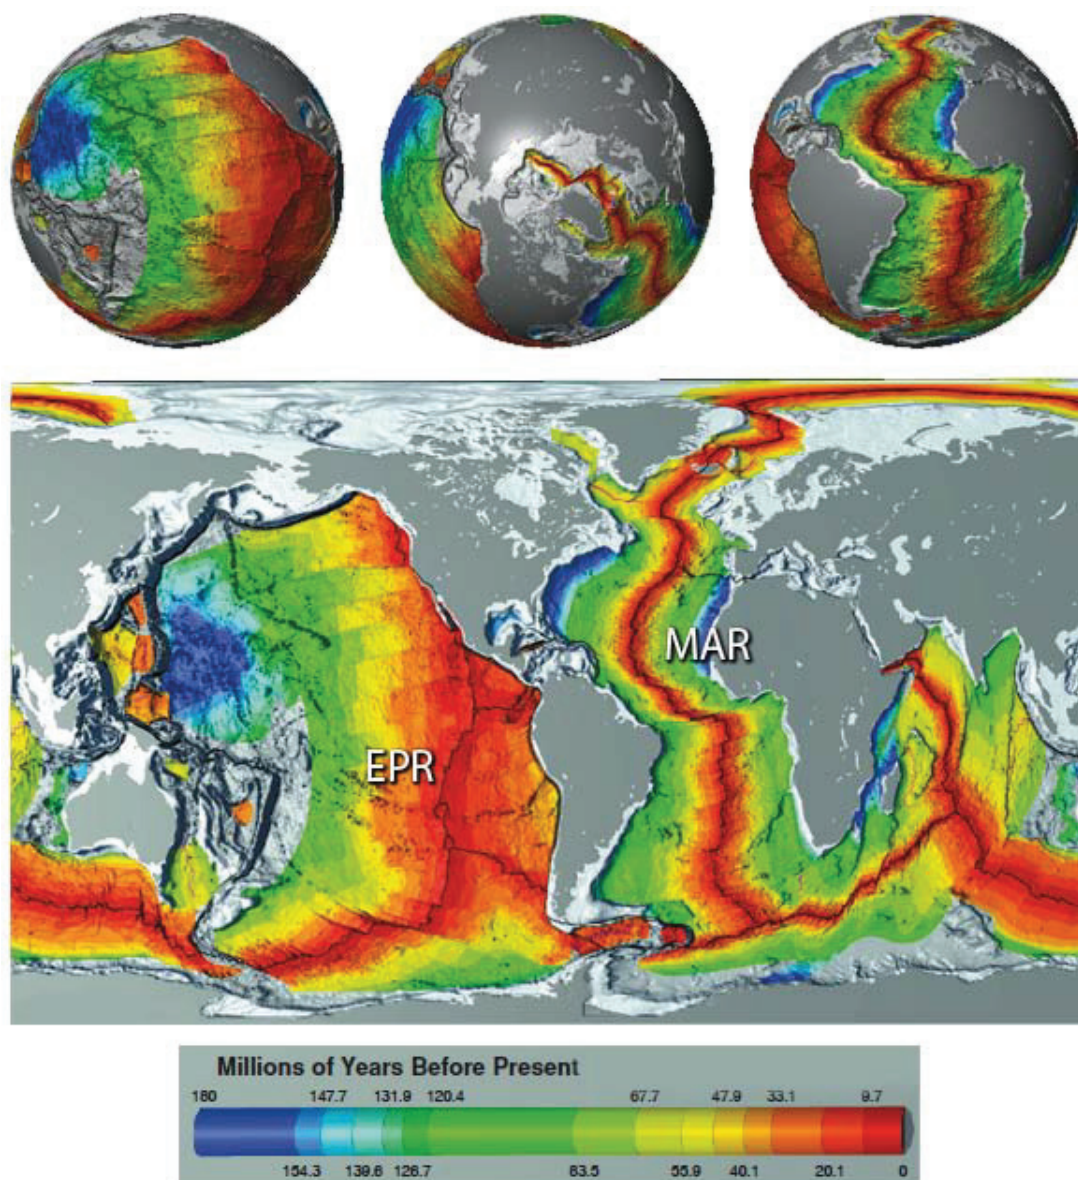 MAR
EPR
Millions of Years Before Present
180 147.7 131.9 120.4 67.7 47.9 33.1 9.7
154.3 139.6 126.7 83.5 55.9 40.1 20.1 0